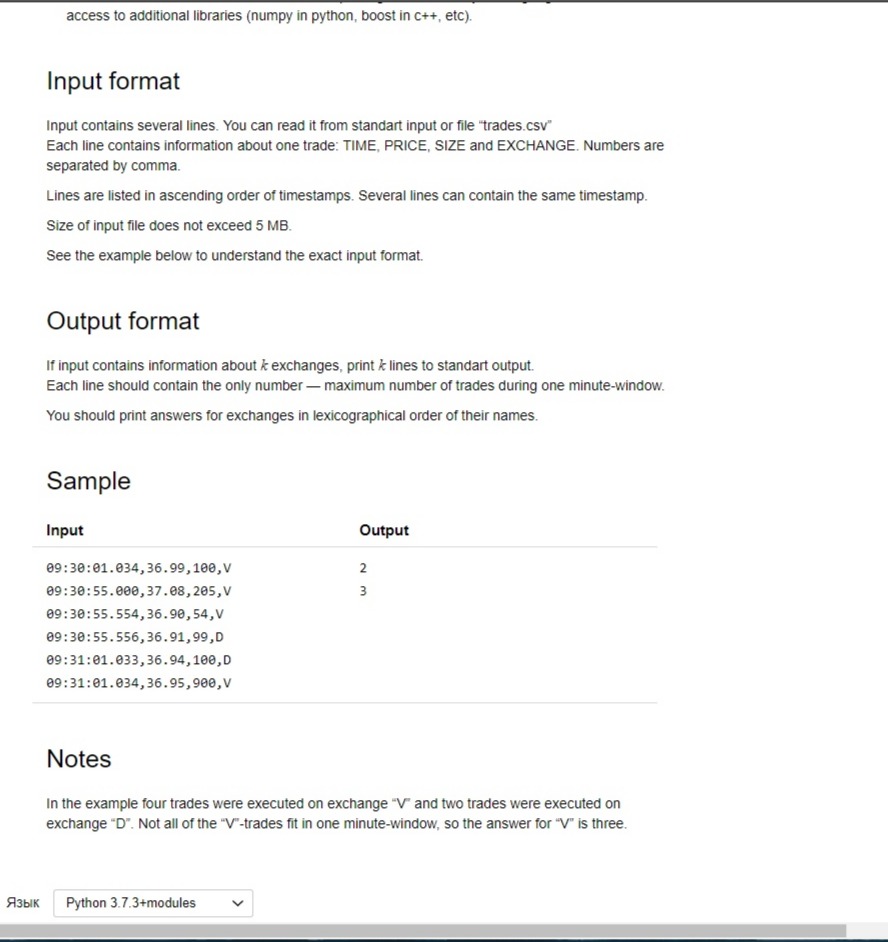 access to additional libraries (numpy in python, boost in c++, etc).
Input format
Input contains several lines. You can read it from standart input or file “trades.csv”
Each line contains information about one trade: TIME, PRICE, SIZE and EXCHANGE. Numbers are
separated by comma.
Lines are listed in ascending order of timestamps. Several lines can contain the same timestamp.
Size of input file does not exceed 5 MB.
See the example below to understand the exact input format.
Output format
If input contains information about k exchanges, print k lines to standart output.
Each line should contain the only number — maximum number of trades during one minute-window.
You should print answers for exchanges in lexicographical order of their names.
Sample
Input Output
09:30:01.034,36.99,100,V 2
09:30:55.000,37.08,205,V 3
09:30:55.554,36.90,54,V
09:30:55.556,36.91,99,D
09:31:01.033,36.94,100,D
09:31:01.034,36.95,900,V
Notes
In the example four trades were executed on exchange “V” and two trades were executed on
exchange “D”. Not all of the “V”-trades fit in one minute-window, so the answer for “V” is three.
Язык Python 3.7.3+modules